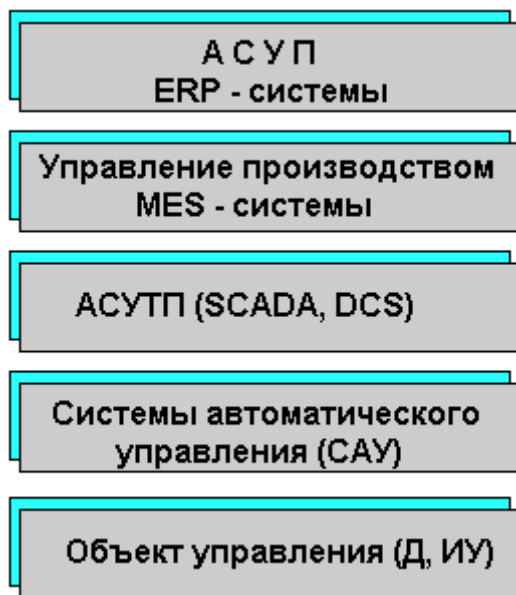 А С У П
ERP - системы
Управление производством
MES - системы
АСУТП (SCADA, DCS)
Системы автоматического
управления (САУ)
Объект управления (Д, ИУ)